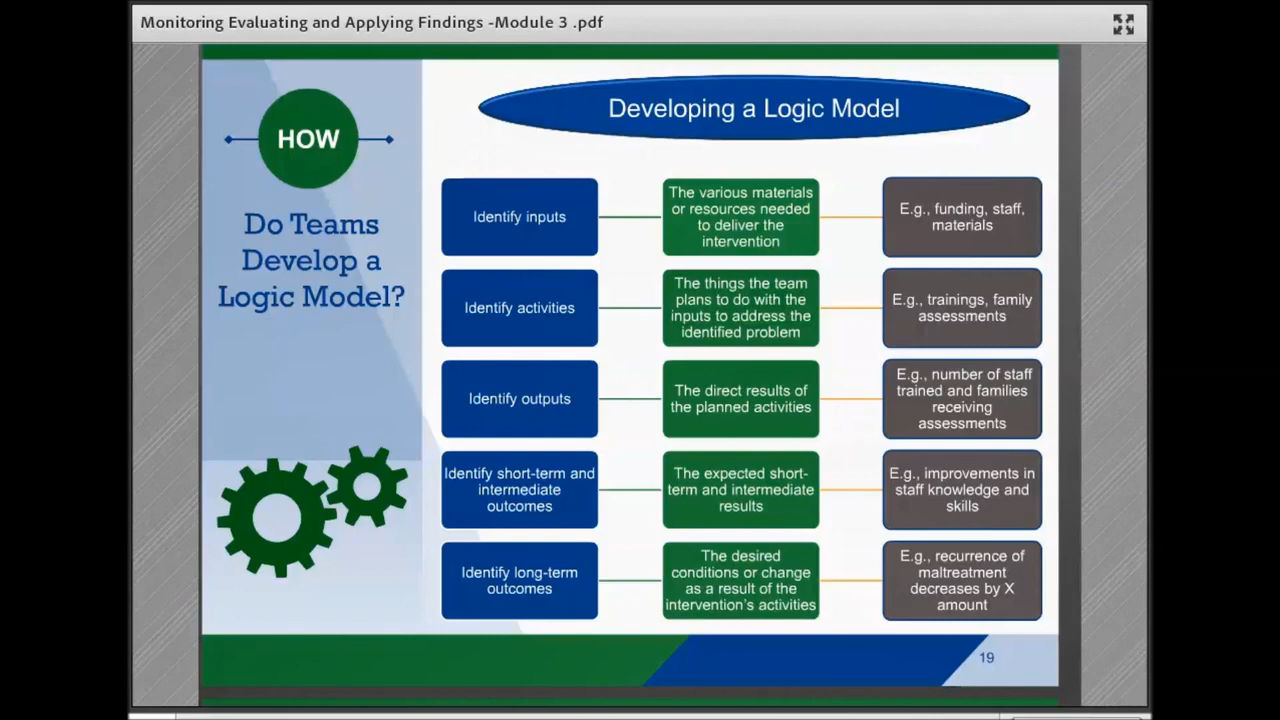 Monitoring Evaluating and Applying Findings -Module 3 .pdf
HOW
Do Teams
Develop a
Logic Model?
Developing a Logic Model
Identify inputs
The various materials
or resources needed
to deliver the
intervention
E.g., funding, staff,
materials
Identify activities
The things the team
plans to do with the
inputs to address the
identified problem
E.g., trainings, family
assessments
Identify outputs
The direct results of
the planned activities
E.g., number of staff
trained and families
receiving
assessments
Identify short-term and
intermediate
outcomes
The expected short-
term and intermediate
results
E.g., improvements in
staff knowledge and
skills
Identify long-term
outcomes
The desired
conditions or change
as a result of the
intervention's activities
E.g., recurrence of
maltreatment
decreases by X
amount
19